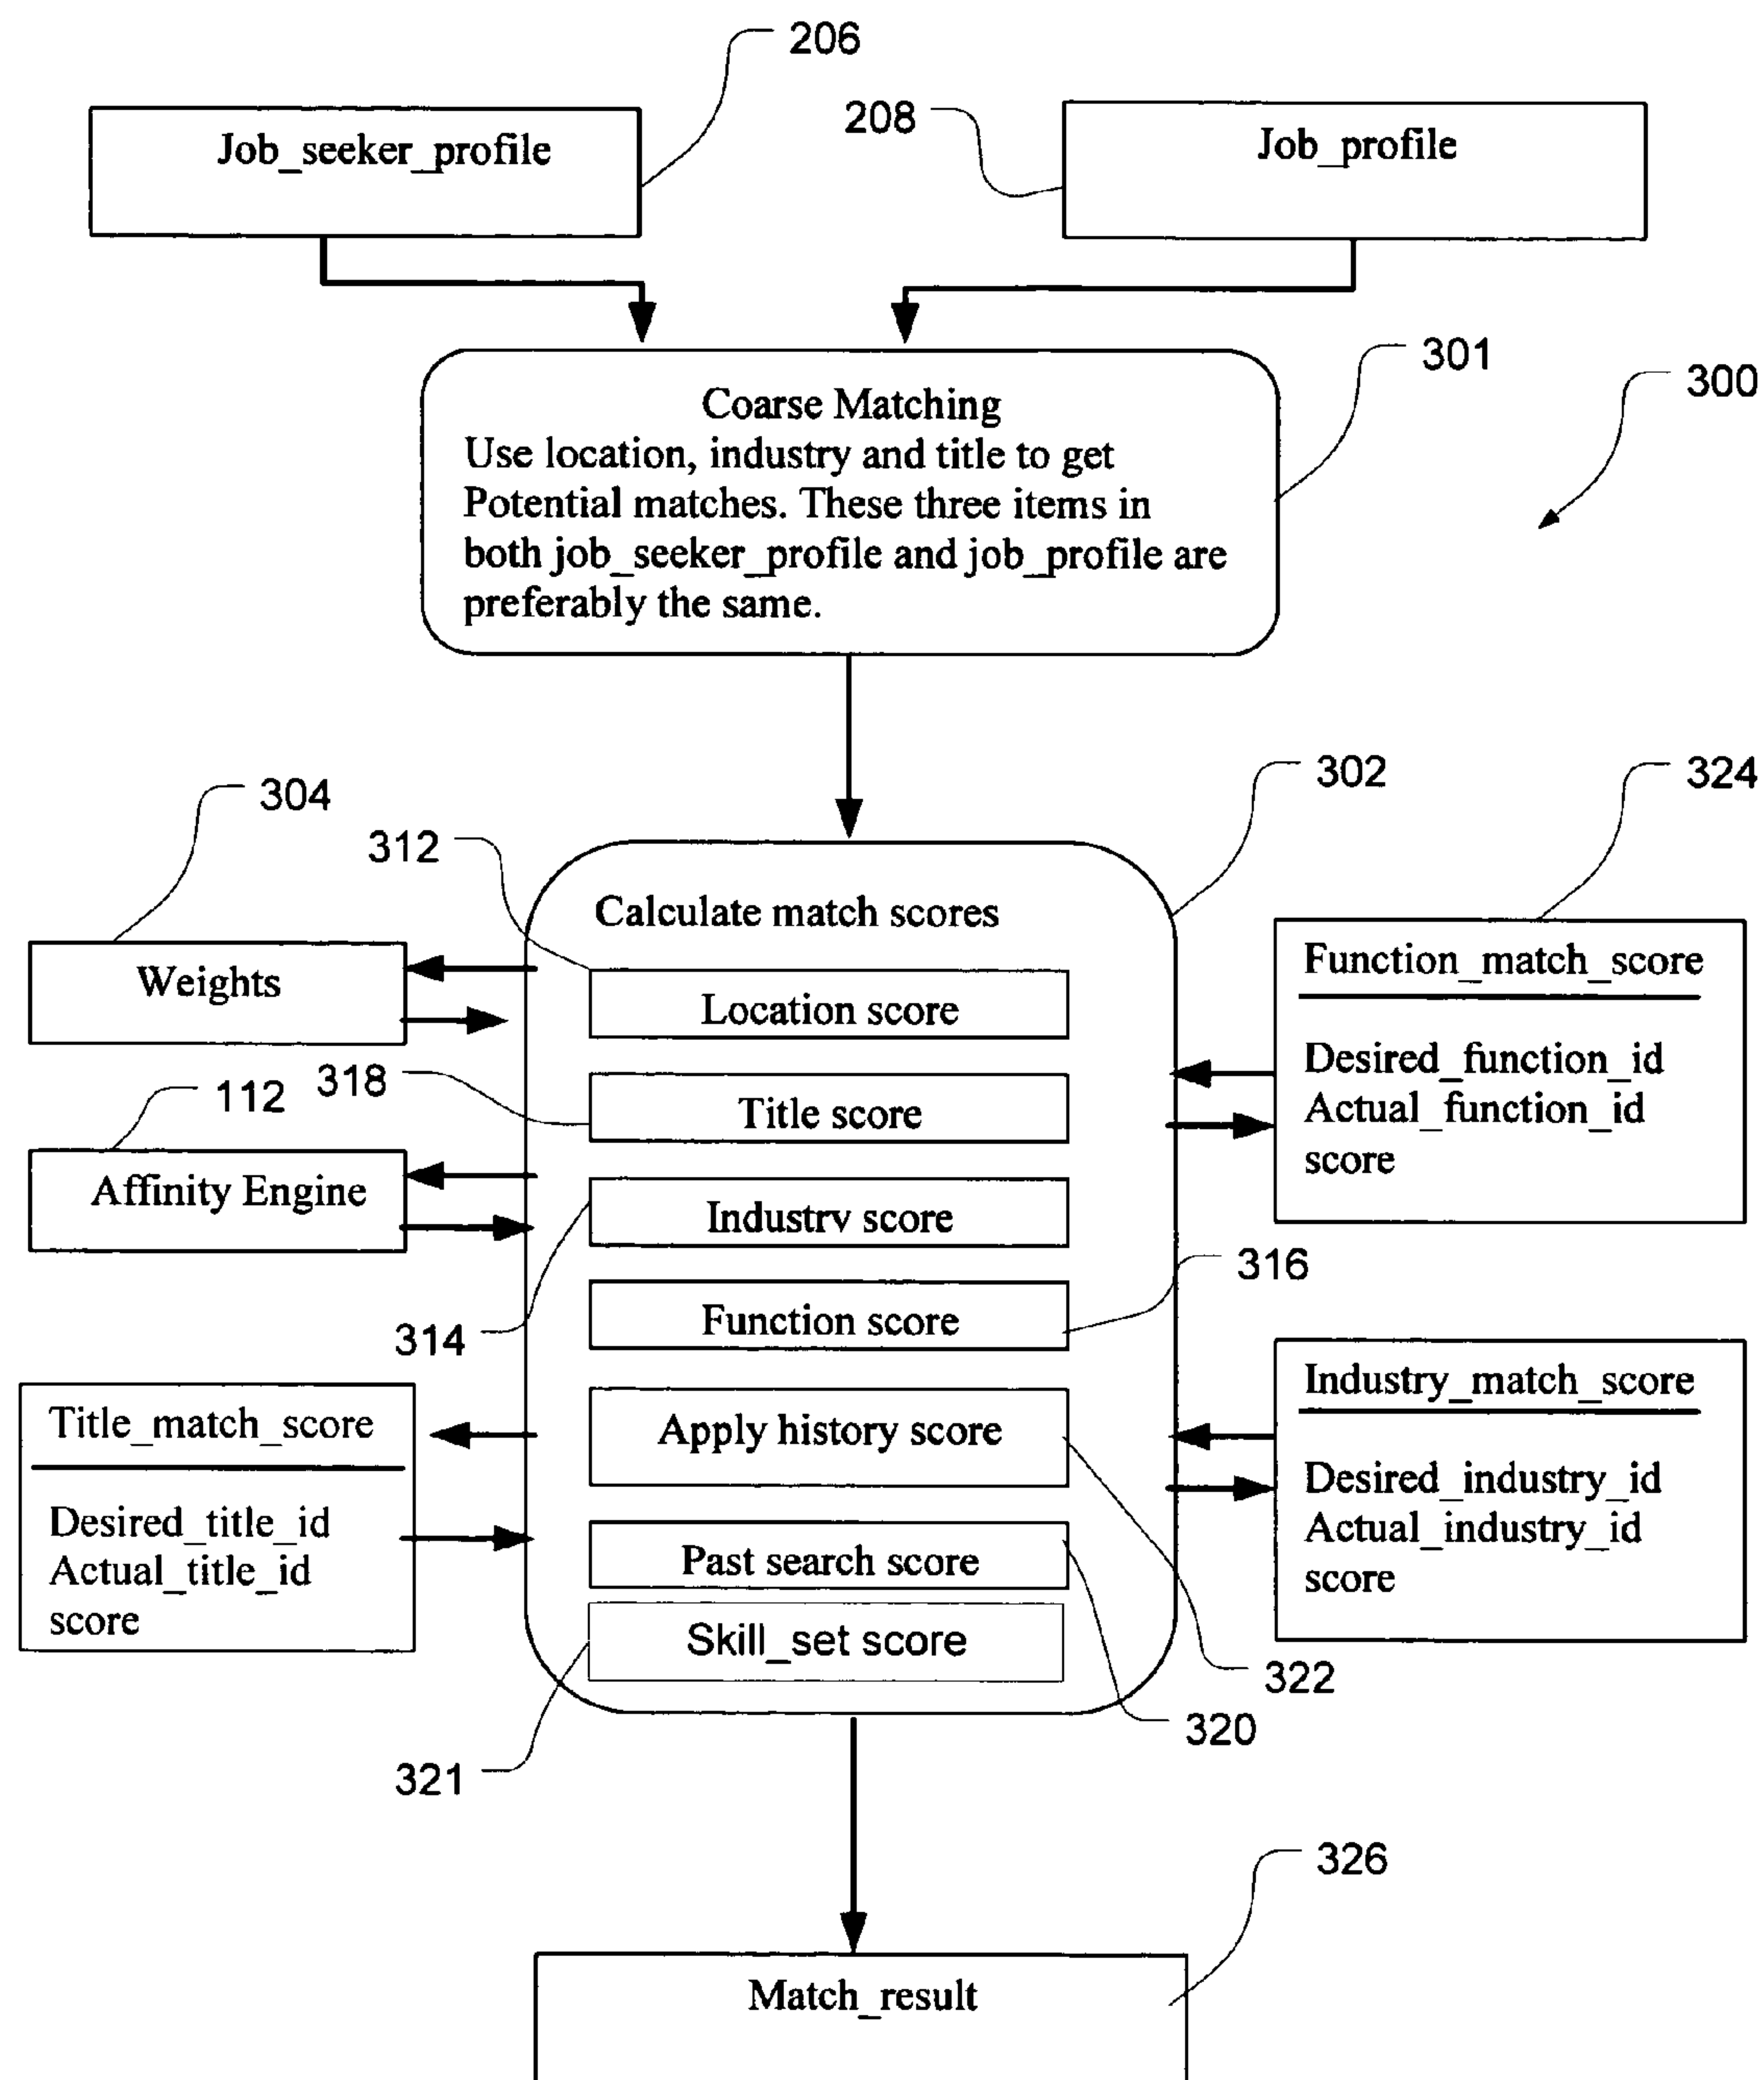 206
Job_seeker_profile
208
Job_profile
301
300
Coarse Matching
Use location, industry and title to get
Potential matches. These three items in
both job_seeker_profile and job_profile are
preferably the same.
304
312
302
324
Calculate match scores
Weights
Location score
Function_match_score
Desired_function_id
Actual_function_id
score
318
112
Title score
Affinity Engine
Industry score
316
Function score
314
Title_match_score
Desired_title_id
Actual_title_id
score
Apply history score
Industry_match_score
Desired_industry_id
Actual_industry_id
score
Past search score
Skill_set score
322
320
321
326
Match_result